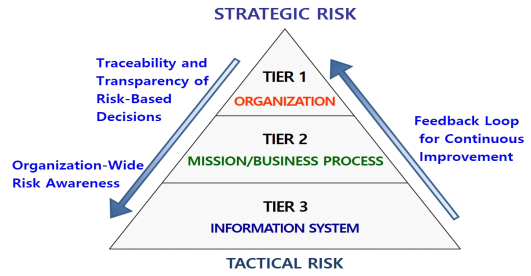 STRATEGIC RISK
Traceability and
Transparency of
Risk-Based
Decisions
Organization-Wide
Risk Awareness
TIER 1
ORGANIZATION
TIER 2
MISSION/BUSINESS PROCESS
TIER 3
INFORMATION SYSTEM
Feedback Loop
for Continuous
Improvement
TACTICAL RISK